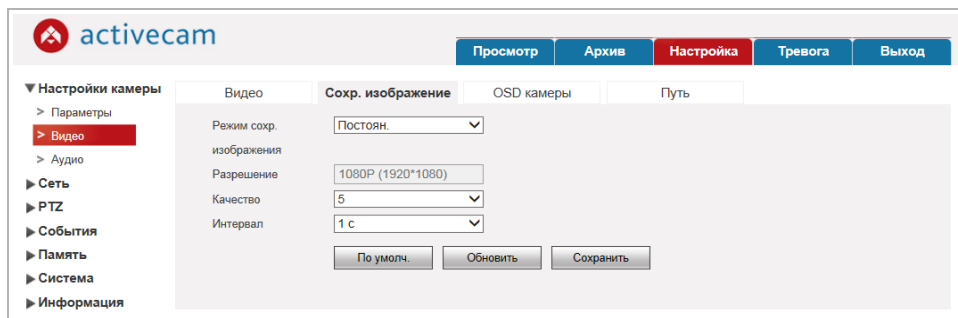 activecam
Просмотр Архив Настройка Тревога Выход
Настройки камеры
> Параметры
> Видео
> Аудио
Сеть
PTZ
События
Память
Система
Информация
Видео Сохр. изображение OSD камеры Путь
Режим сохр. Постоян.
изображения
Разрешение 1080P (1920*1080)
Качество 5
Интервал 1 с
По умолч. Обновить Сохранить